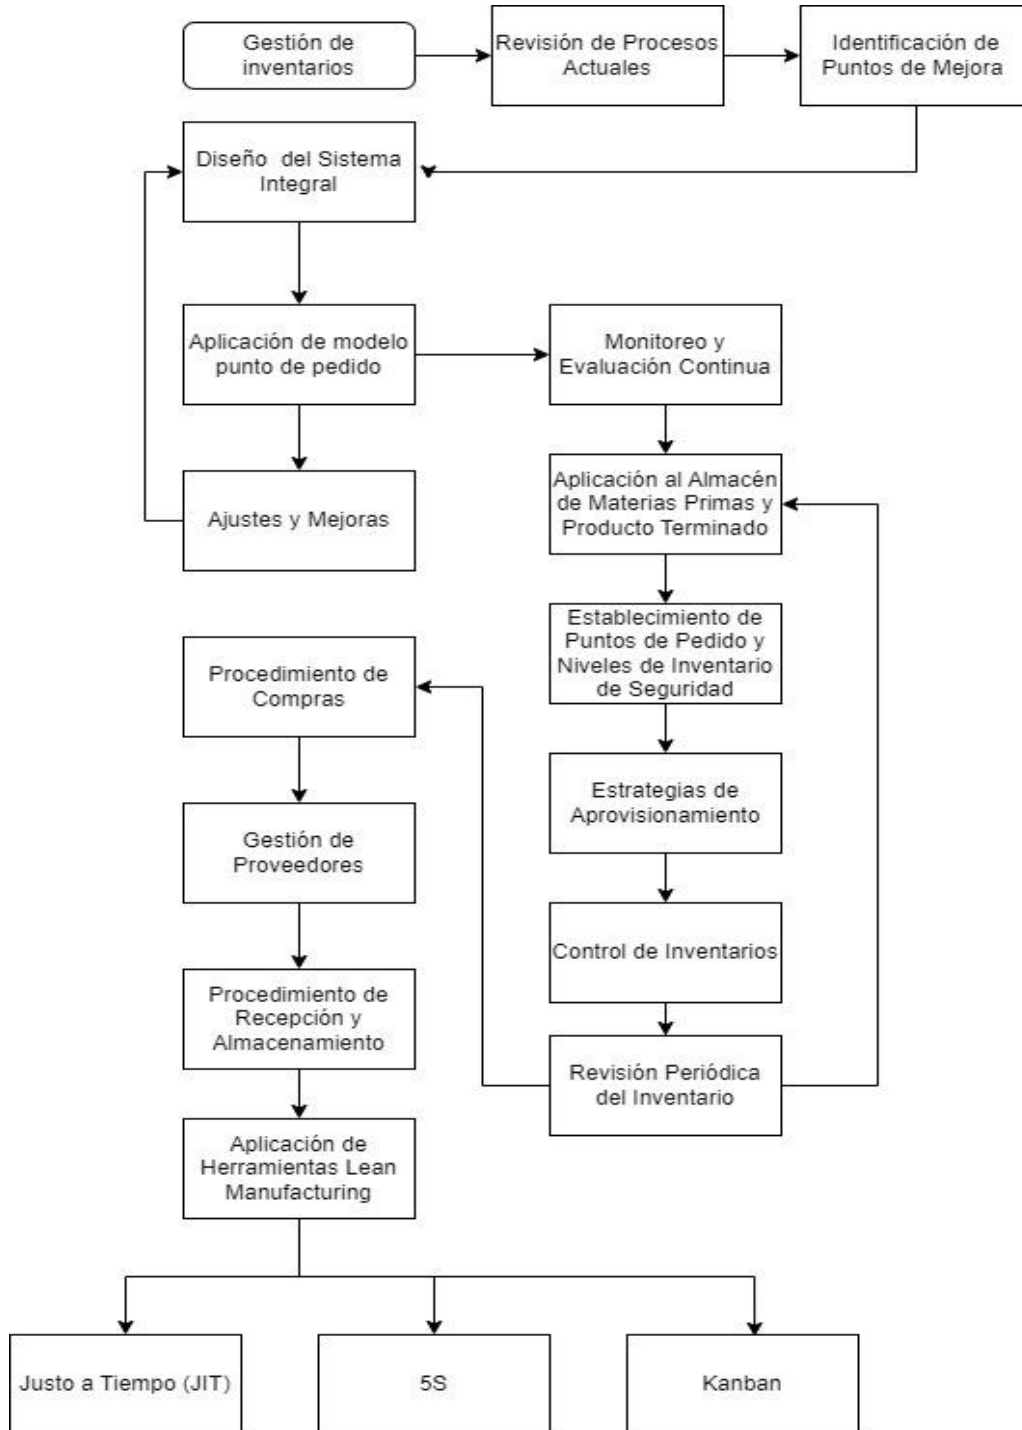 Gestión de
inventarios
Revisión de Procesos
Actuales
Identificación de
Puntos de Mejora
Diseño del Sistema
Integral
Aplicación de modelo
punto de pedido
Monitoreo y
Evaluación Continua
Ajustes y Mejoras
Aplicación al Almacén
de Materias Primas y
Producto Terminado
Establecimiento de
Puntos de Pedido y
Niveles de Inventario
de Seguridad
Procedimiento de
Compras
Estrategias de
Aprovisionamiento
Gestión de
Proveedores
Control de Inventarios
Procedimiento de
Recepción y
Almacenamiento
Revisión Periódica
del Inventario
Aplicación de
Herramientas Lean
Manufacturing
Justo a Tiempo (JIT)
5S
Kanban